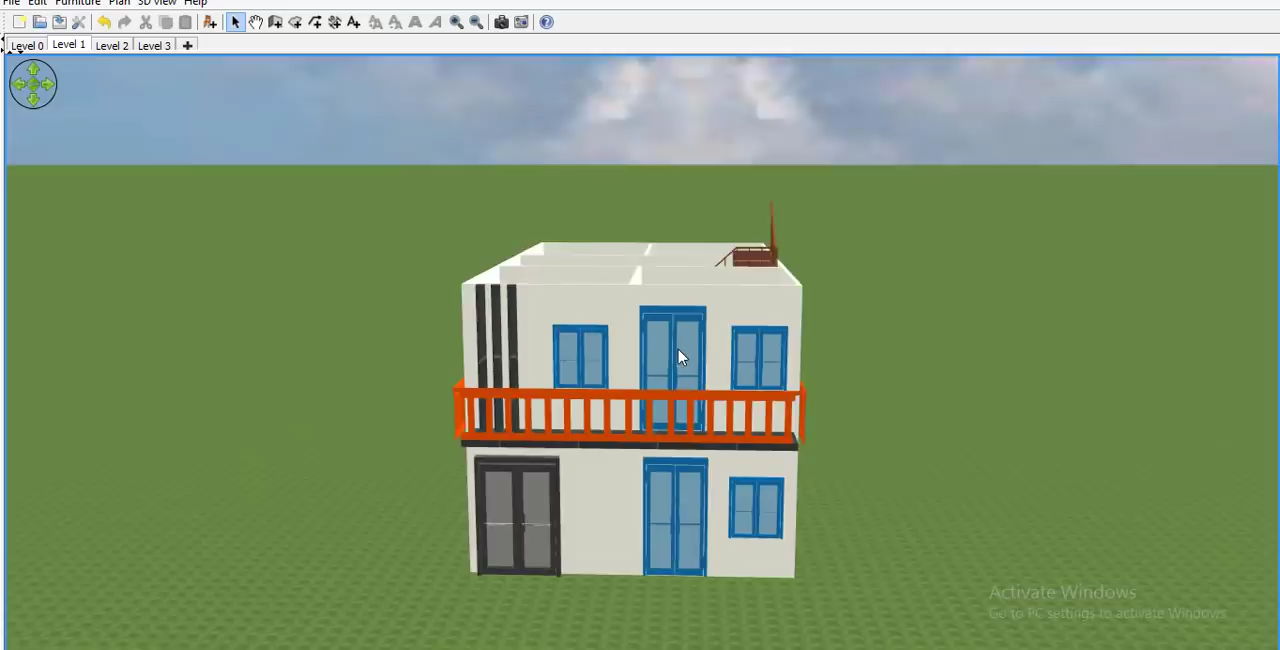 File Edit Furniture Plan 3D view Help
Level 0 Level 1 Level 2 Level 3
Activate Windows
Go to PC settings to activate Windows.